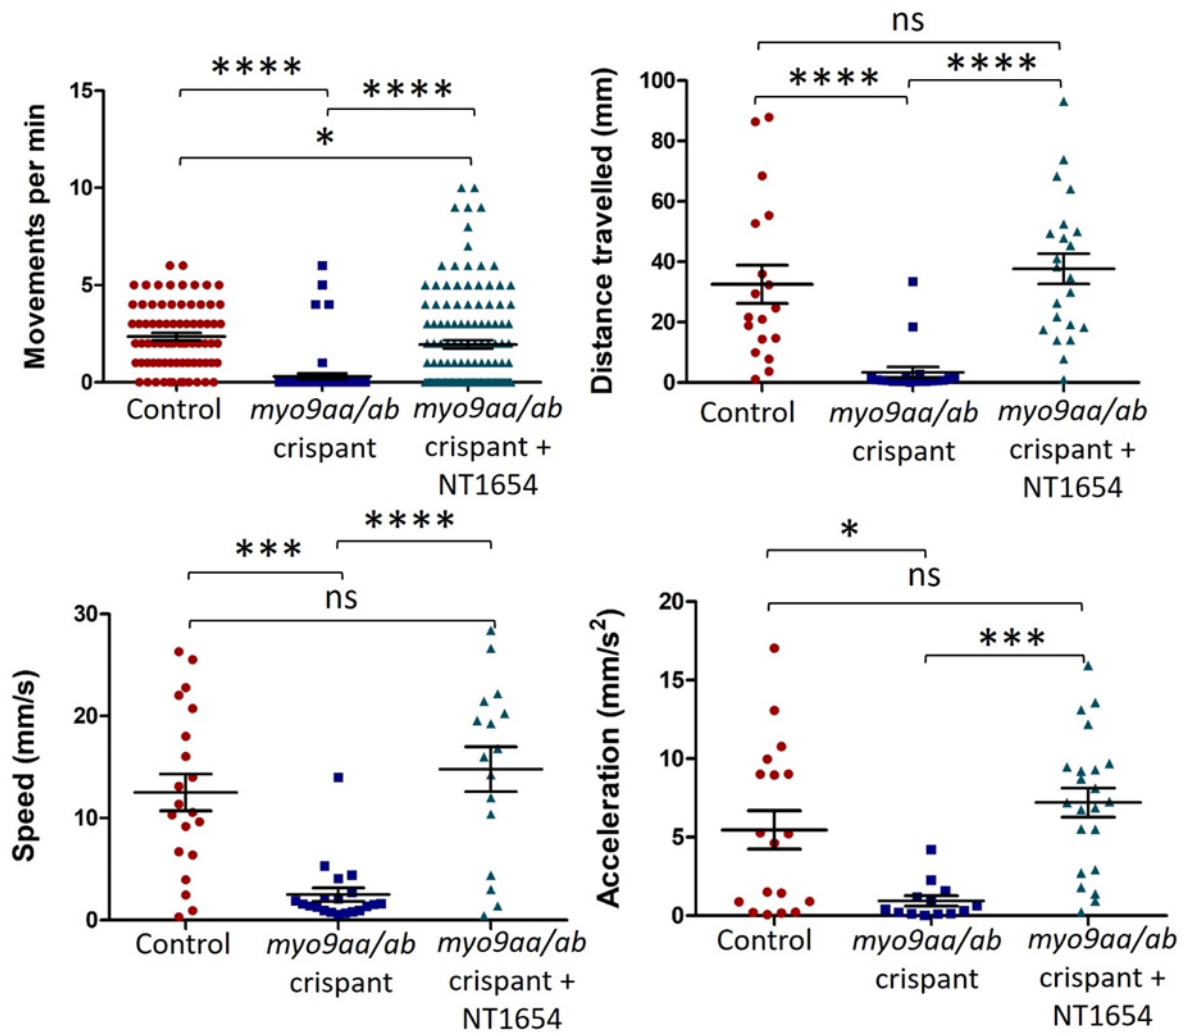 ns
****
****
****
****
*
Movements per min
15
10
5
0
Control
myo9aa/ab
crispant
myo9aa/ab
crispant +
NT1654
Distance travelled (mm)
100
80
60
40
20
0
Control
myo9aa/ab
crispant
myo9aa/ab
crispant +
NT1654
****
***
ns
Speed (mm/s)
30
20
10
0
Control
myo9aa/ab
crispant
myo9aa/ab
crispant +
NT1654
*
ns
***
Acceleration (mm/s²)
20
15
10
5
0
Control
myo9aa/ab
crispant
myo9aa/ab
crispant +
NT1654